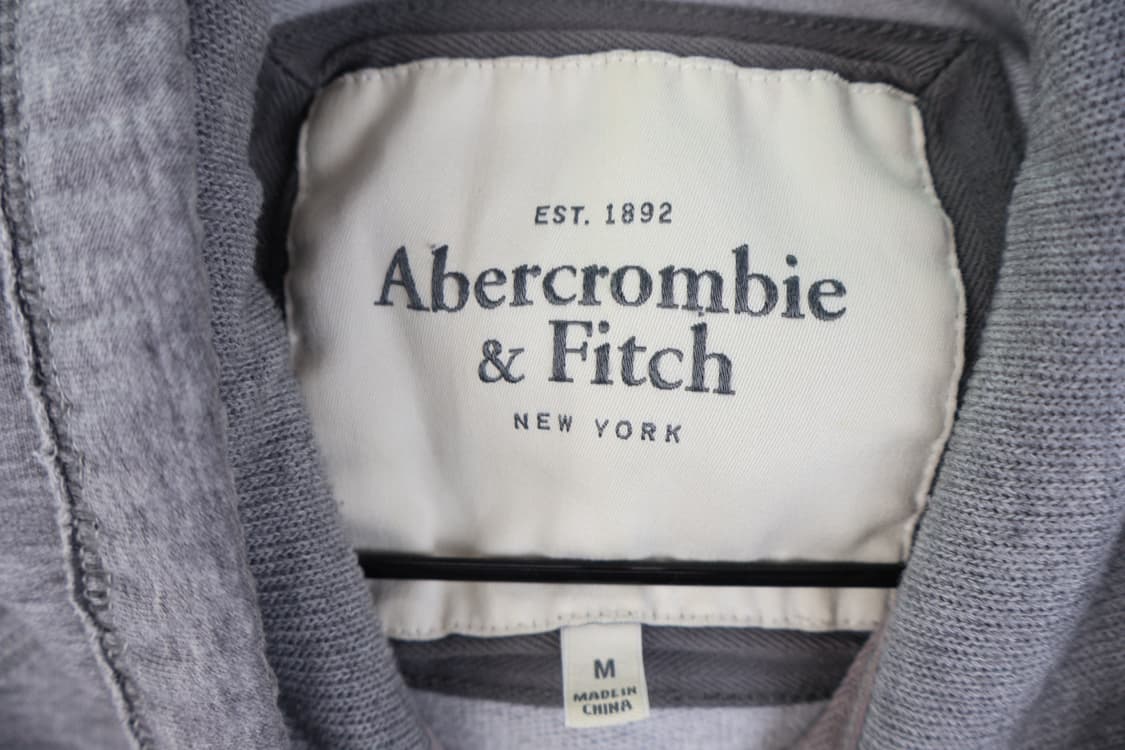 EST. 1892
Abercrombie
& Fitch
NEW YORK
M
MADE IN
CHINA